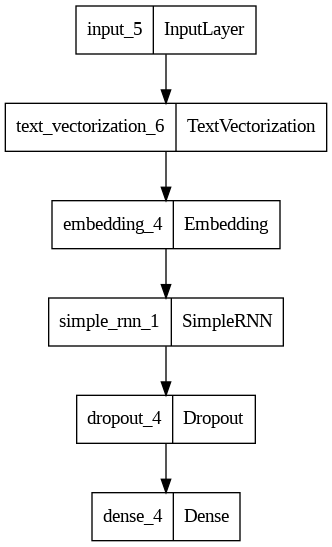 input_5 InputLayer
text_vectorization_6 TextVectorization
embedding_4 Embedding
simple_rnn_1 SimpleRNN
dropout_4 Dropout
dense_4 Dense